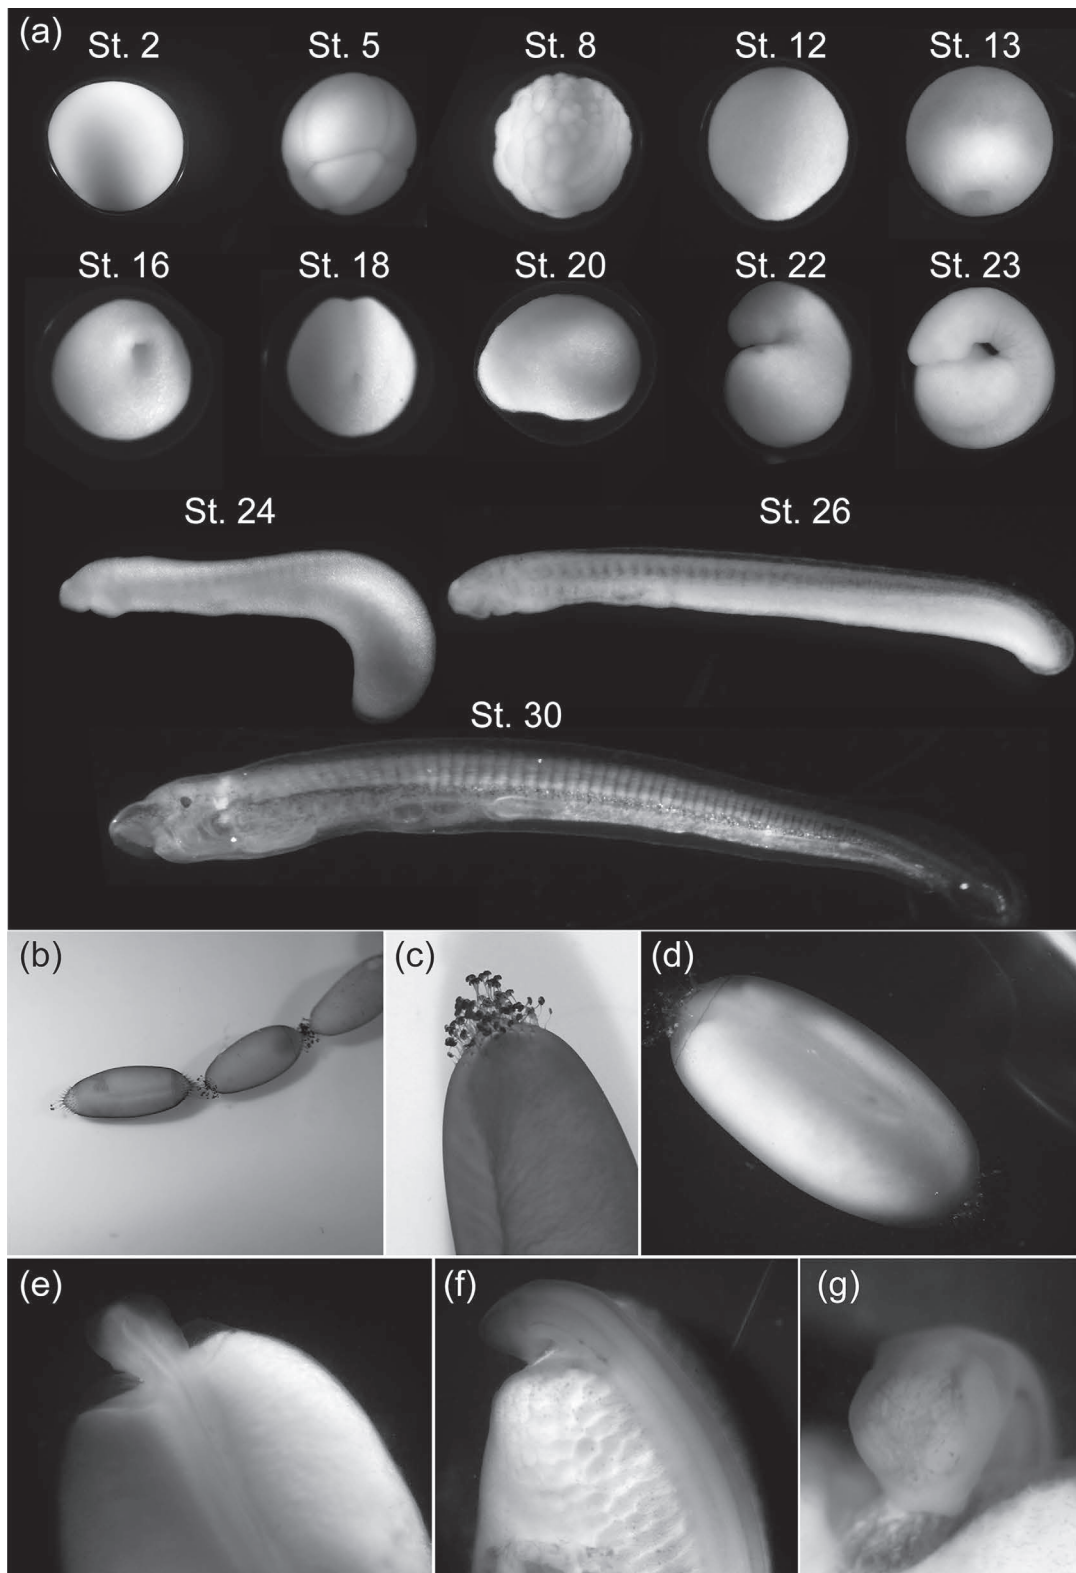 (a)
St. 2 St. 5 St. 8 St. 12 St. 13
St. 16 St. 18 St. 20 St. 22 St. 23
St. 24 St. 26
St. 30
(b) (c) (d)
(e) (f) (g)